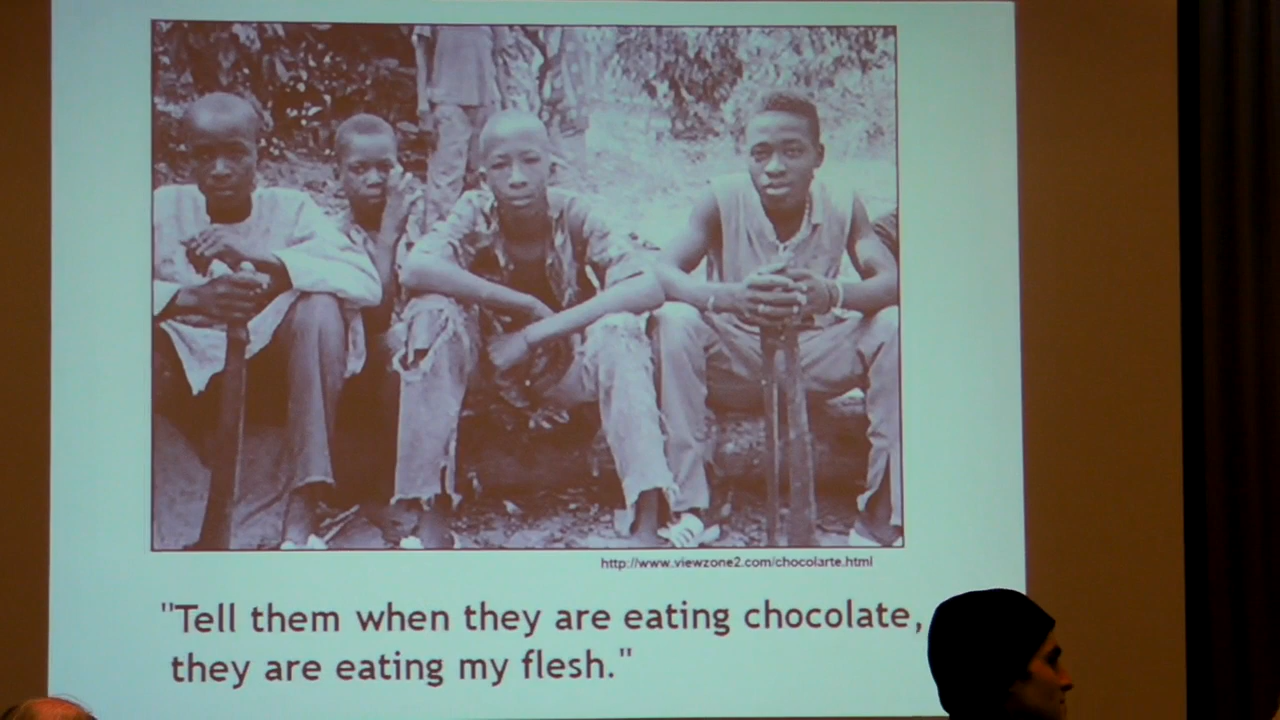 http://www.viewzone2.com/chocolarte.html
"Tell them when they are eating chocolate,
they are eating my flesh."